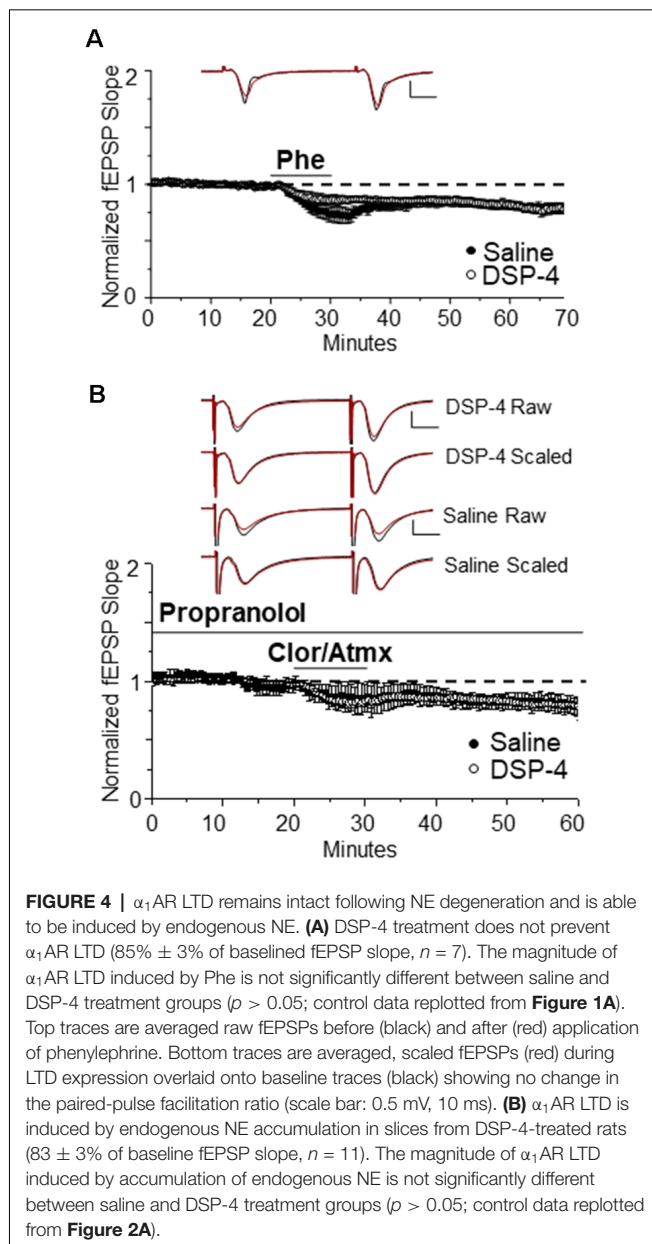 A
Normalized fEPSP Slope
2
1
0
Phe
Saline
DSP-4
0 10 20 30 40 50 60 70
Minutes
B
DSP-4 Raw
DSP-4 Scaled
Saline Raw
Saline Scaled
Normalized fEPSP Slope
2
1
0
Propranolol
Clor/Atmx
Saline
DSP-4
0 10 20 30 40 50 60
Minutes
FIGURE 4 | α₁AR LTD remains intact following NE degeneration and is able
to be induced by endogenous NE. (A) DSP-4 treatment does not prevent
α₁AR LTD (85% ± 3% of baselined fEPSP slope, n = 7). The magnitude of
α₁AR LTD induced by Phe is not significantly different between saline and
DSP-4 treatment groups (p > 0.05; control data replotted from Figure 1A).
Top traces are averaged raw fEPSPs before (black) and after (red) application
of phenylephrine. Bottom traces are averaged, scaled fEPSPs (red) during
LTD expression overlaid onto baseline traces (black) showing no change in
the paired-pulse facilitation ratio (scale bar: 0.5 mV, 10 ms). (B) α₁AR LTD is
induced by endogenous NE accumulation in slices from DSP-4-treated rats
(83 ± 3% of baseline fEPSP slope, n = 11). The magnitude of α₁AR LTD
induced by accumulation of endogenous NE is not significantly different
between saline and DSP-4 treatment groups (p > 0.05; control data replotted
from Figure 2A).